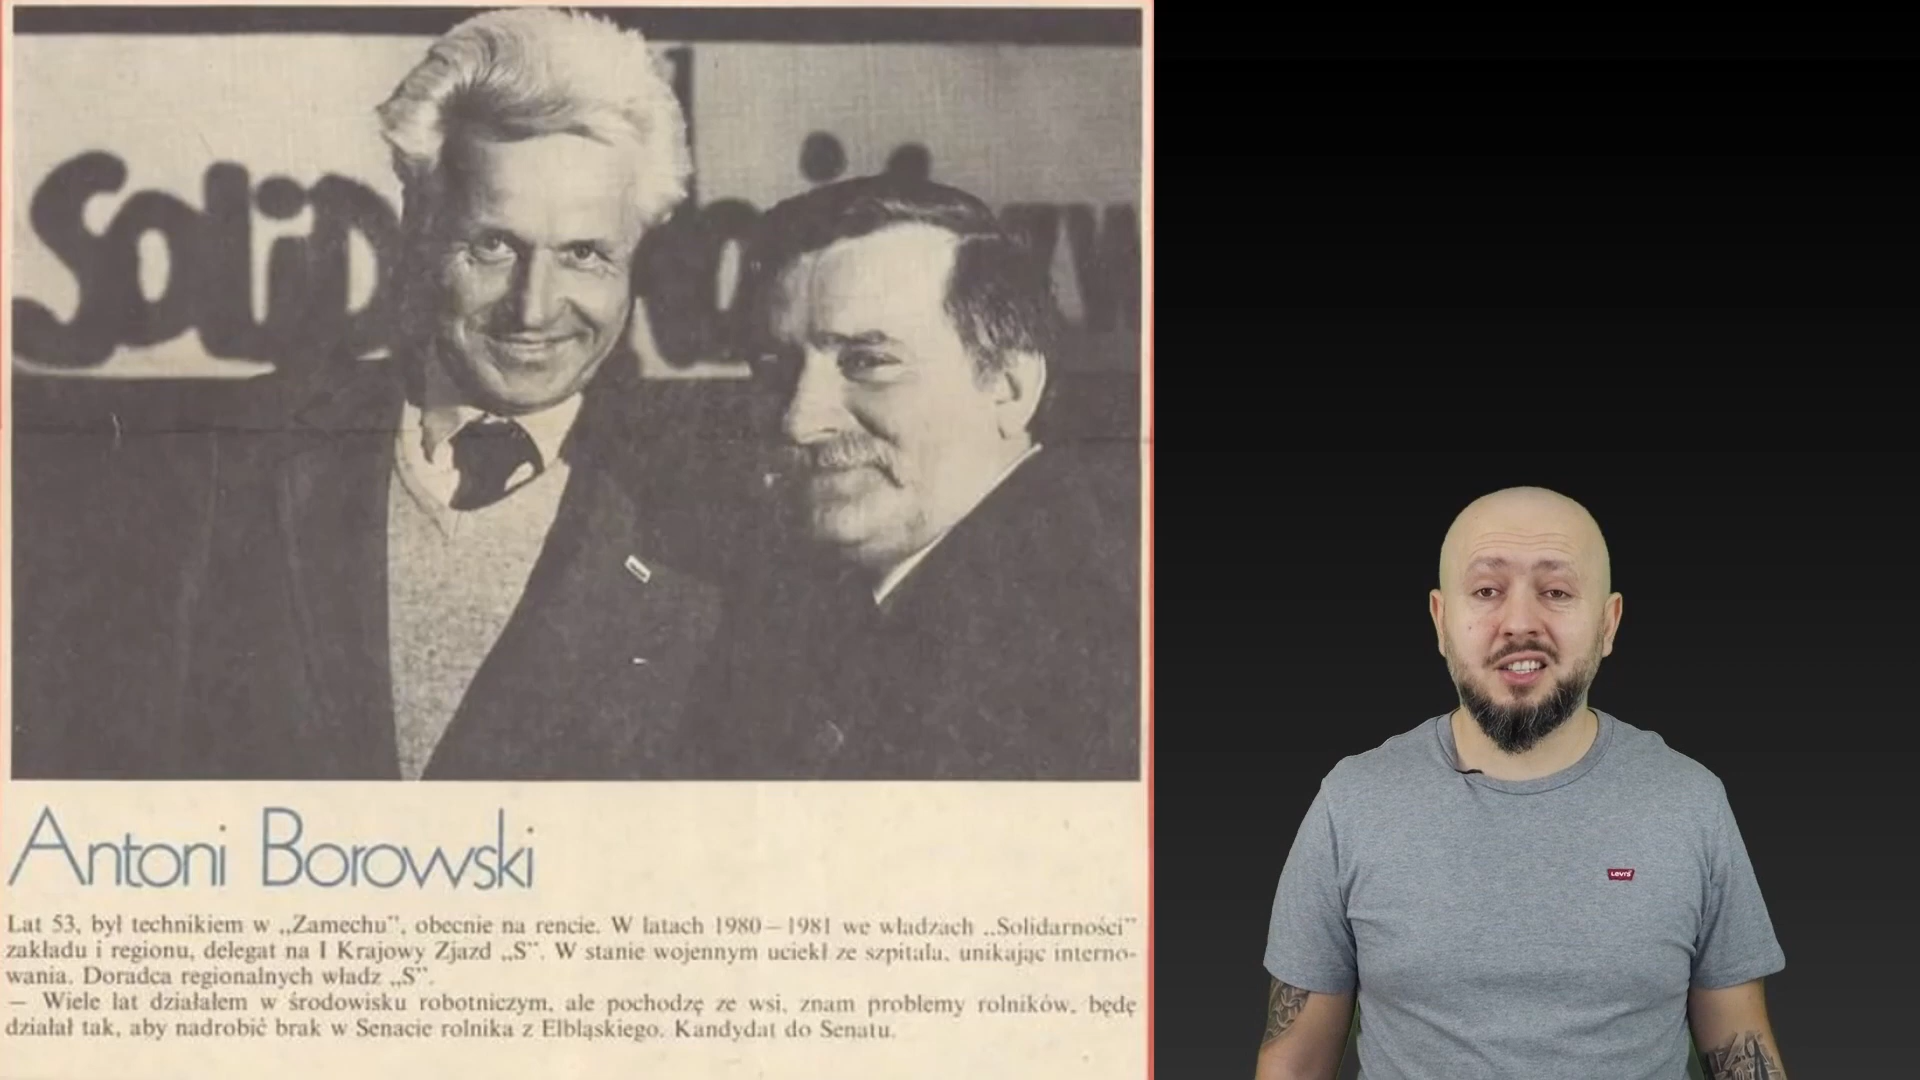 Antoni Borowski
Lat 53, był technikiem w „Zamechu”, obecnie na rencie. W latach 1980–1981 we władzach „Solidarności”
zakładu i regionu, delegat na I Krajowy Zjazd „S”. W stanie wojennym uciekł ze szpitala, unikając interno-
wania. Doradca regionalnych władz „S”.
— Wiele lat działałem w środowisku robotniczym, ale pochodzę ze wsi, znam problemy rolników, będę
działał tak, aby nadrobić brak w Senacie rolnika z Elbląskiego. Kandydat do Senatu.
Levi's